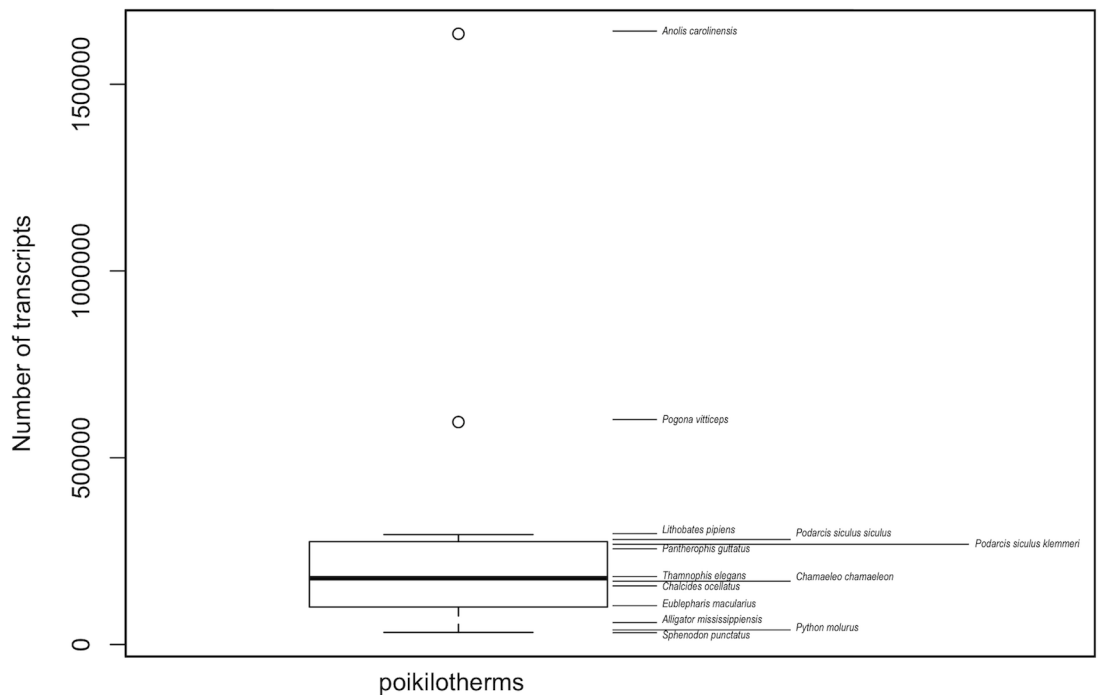 Number of transcripts
1500000
1000000
500000
0
Anolis carolinensis
Pogona vitticeps
Lithobates pipiens
Podarcis siculus siculus
Podarcis siculus klemmeri
Pantherophis guttatus
Thamnophis elegans
Chamaeleo chamaeleon
Chalcides ocellatus
Eublepharis macularius
Alligator mississippiensis
Python molurus
Sphenodon punctatus
poikilotherms